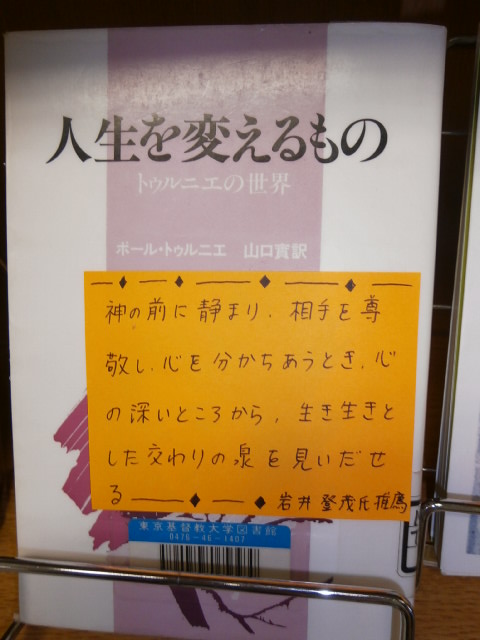 人生を変えるもの
トゥルニエの世界
ポール・トゥルニエ 山口實訳
神の前に静まり、相手を尊
敬し、心を分かちあうとき、心
の深いところから、生き生きと
した交わりの泉を見いだせ
る
岩井登茂氏推薦
東京基督教大学図書館
0476-46-1407